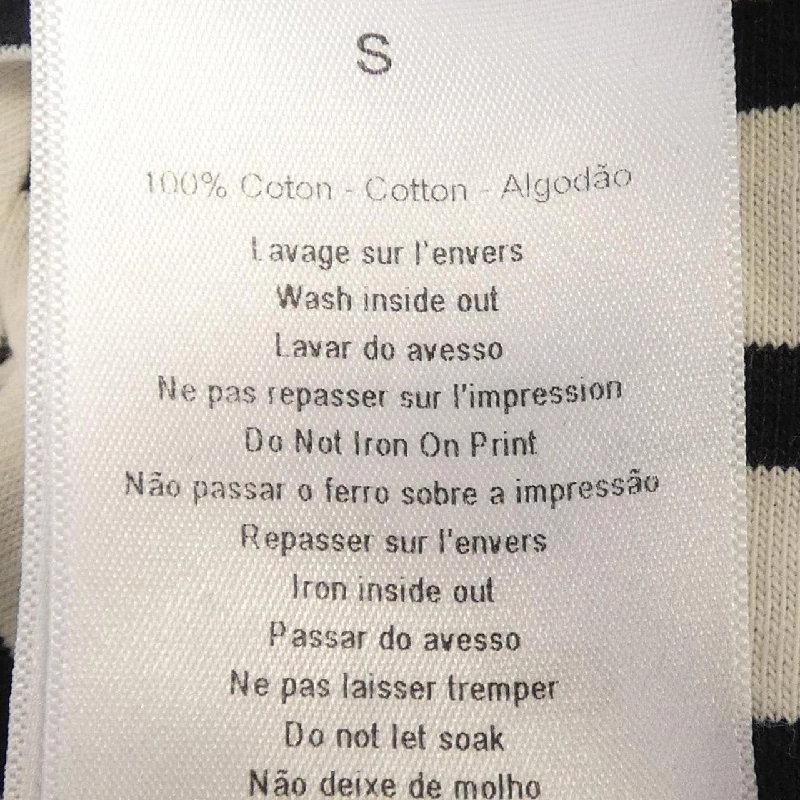 S
100% Coton - Cotton - Algodão
Lavage sur l'envers
Wash inside out
Lavar do avesso
Ne pas repasser sur l'impression
Do Not Iron On Print
Não passar o ferro sobre a impressão
Repasser sur l'envers
Iron inside out
Passar do avesso
Ne pas laisser tremper
Do not let soak
Não deixe de molho